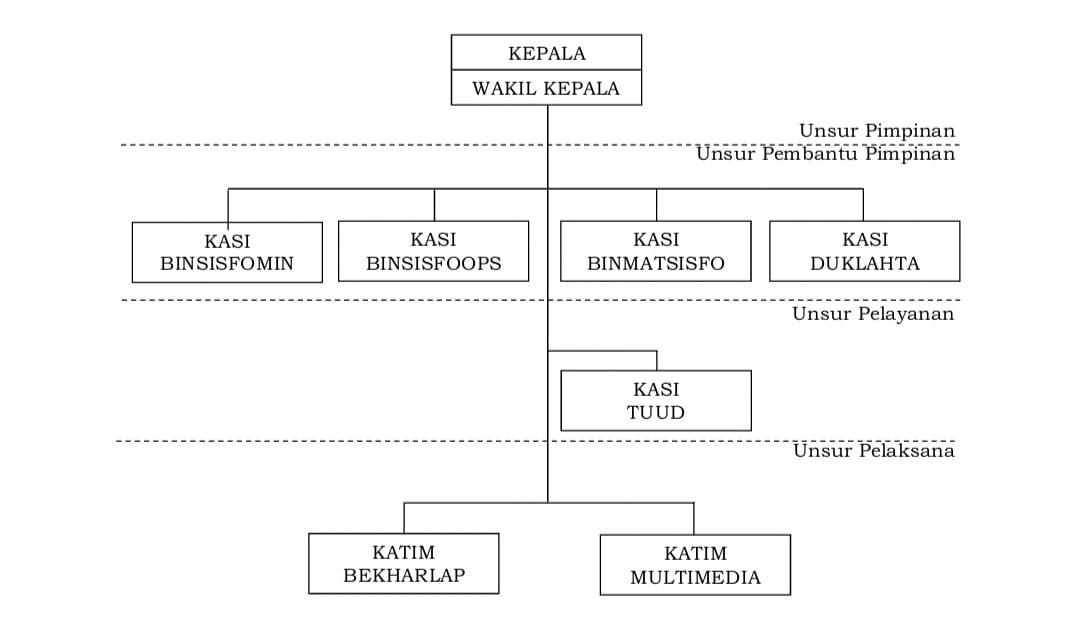 KEPALA
WAKIL KEPALA
Unsur Pimpinan
Unsur Pembantu Pimpinan
KASI
BINSISFOMIN
KASI
BINSISFOOPS
KASI
BINMATSISFO
KASI
DUKLAHTA
Unsur Pelayanan
KASI
TUUD
Unsur Pelaksana
KATIM
BEKHARLAP
KATIM
MULTIMEDIA